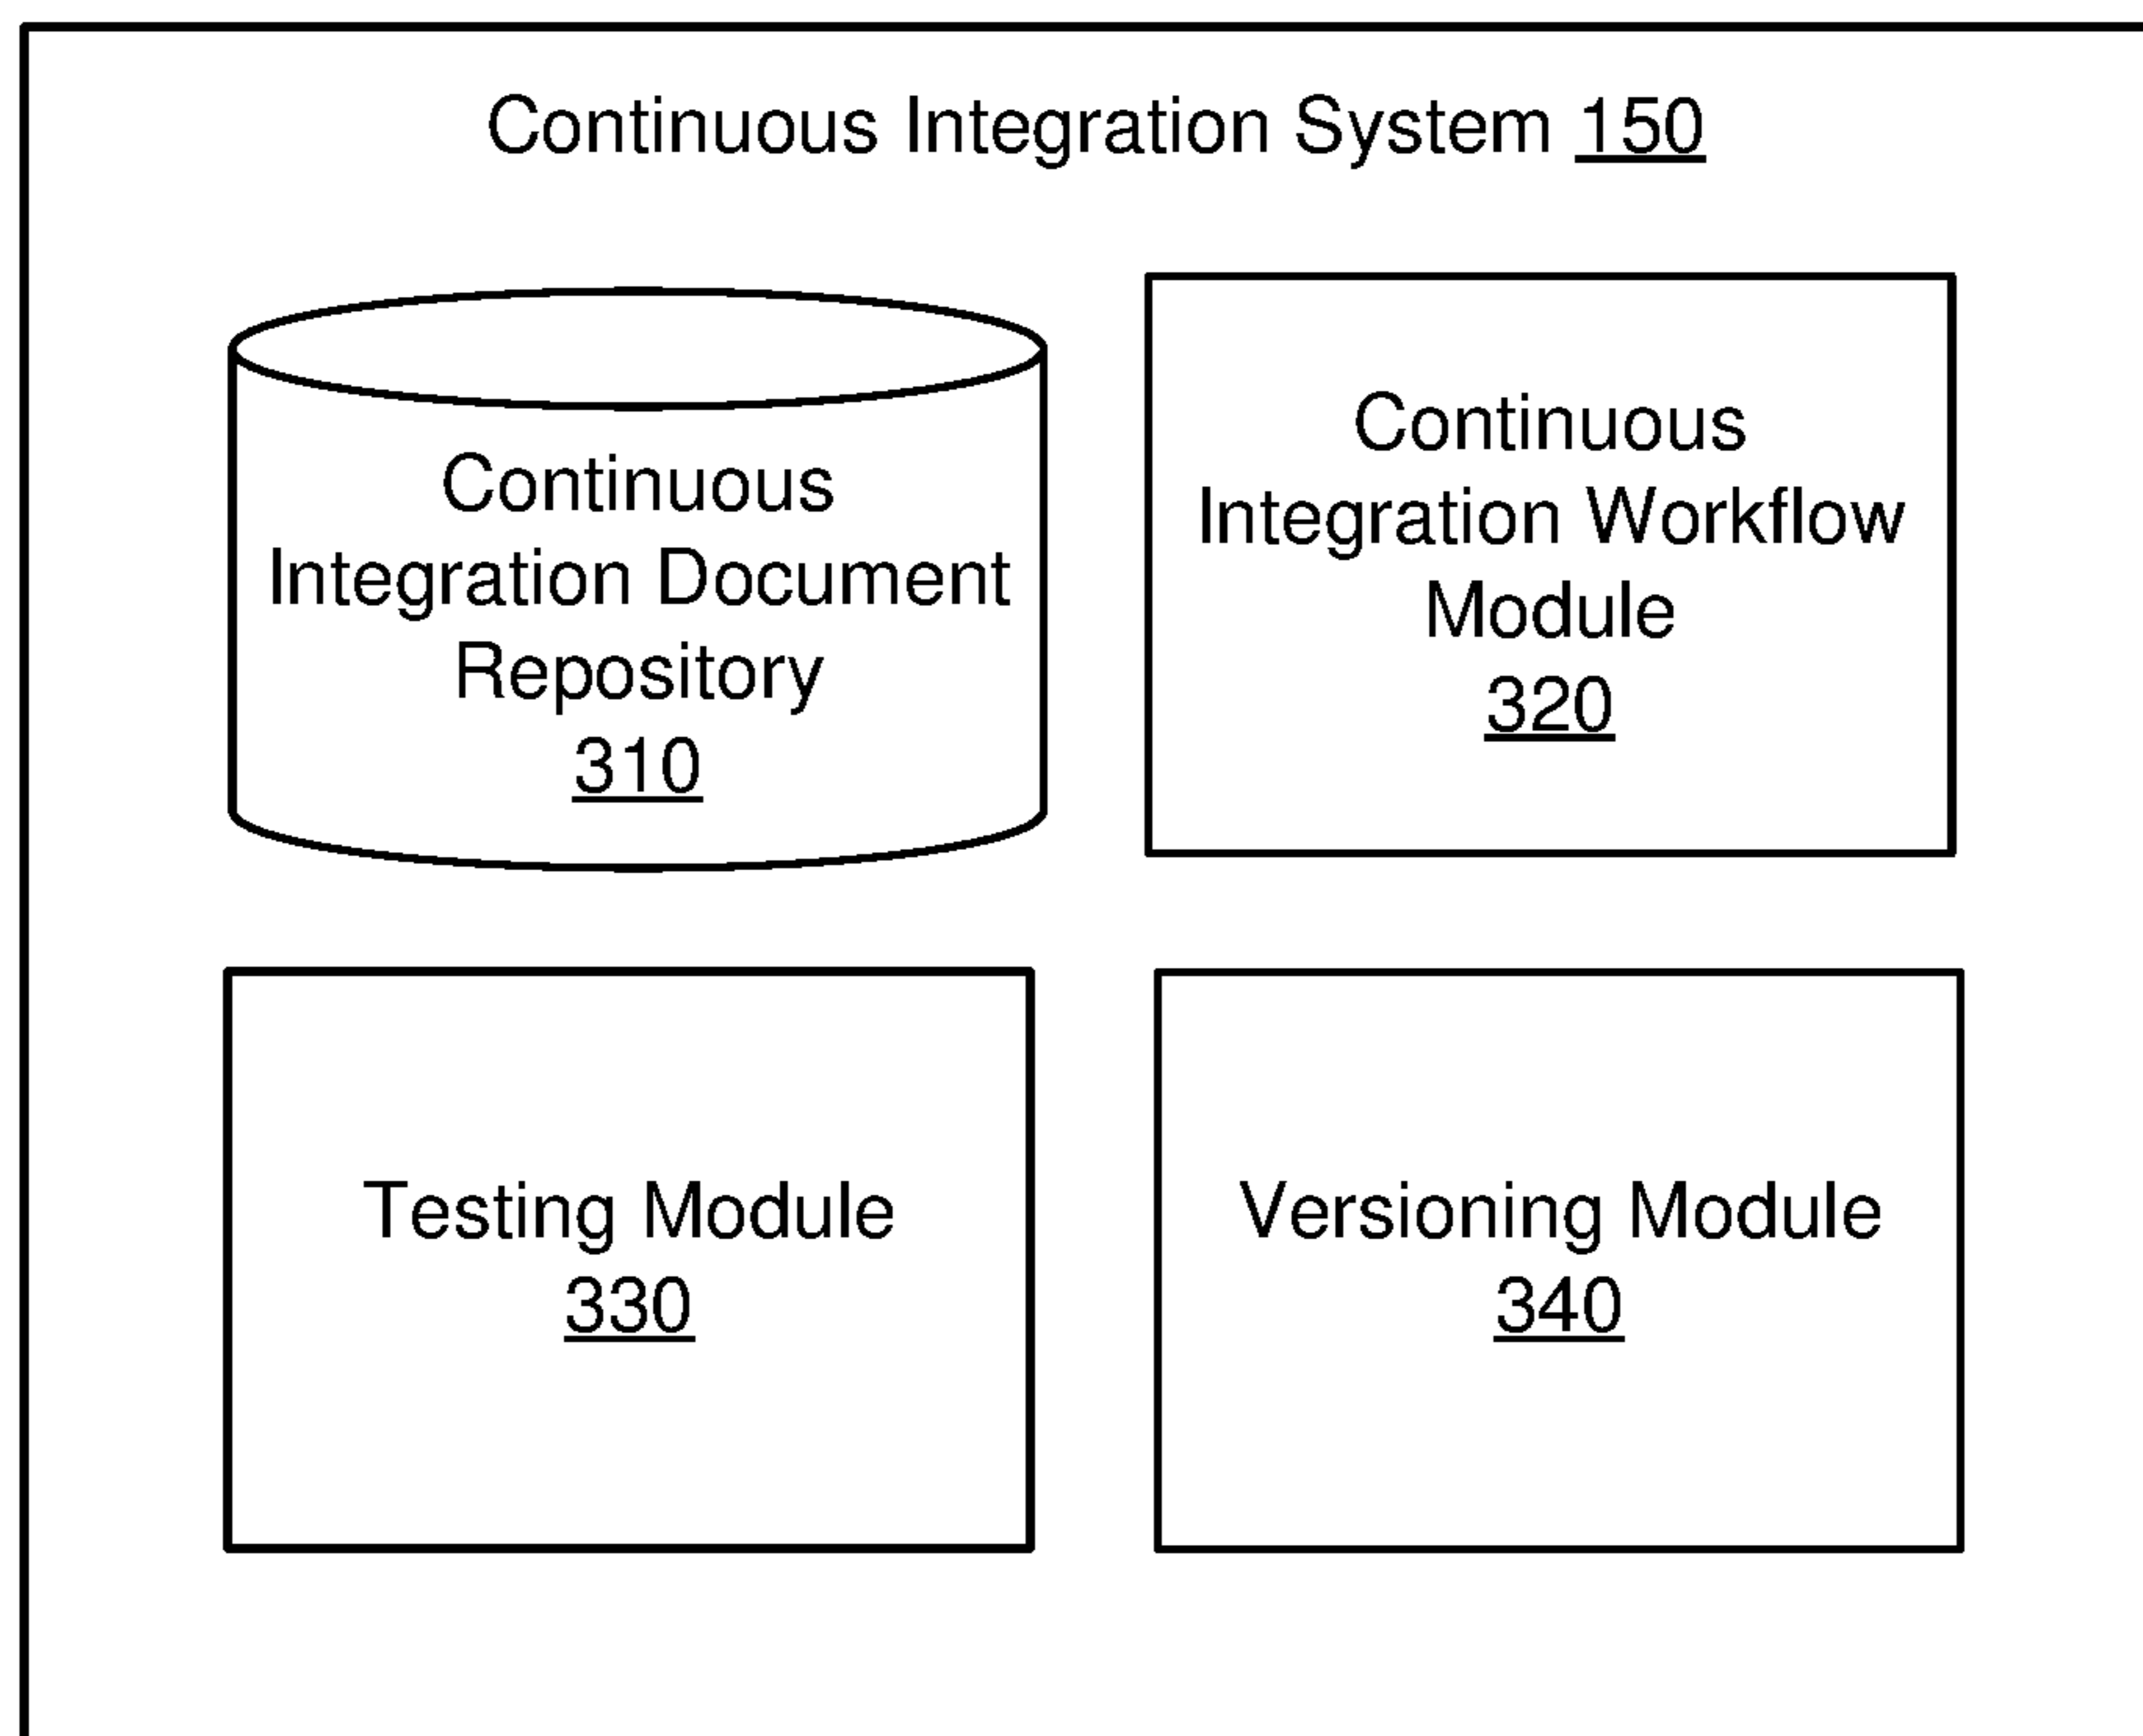 Continuous Integration System 150
Continuous
Integration Document
Repository
310
Continuous
Integration Workflow
Module
320
Testing Module
330
Versioning Module
340